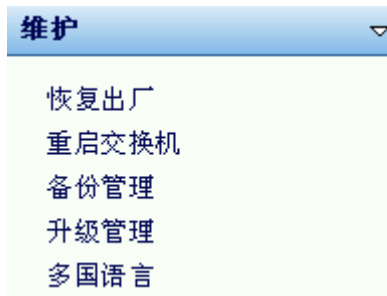 维护
恢复出厂
重启交换机
备份管理
升级管理
多国语言